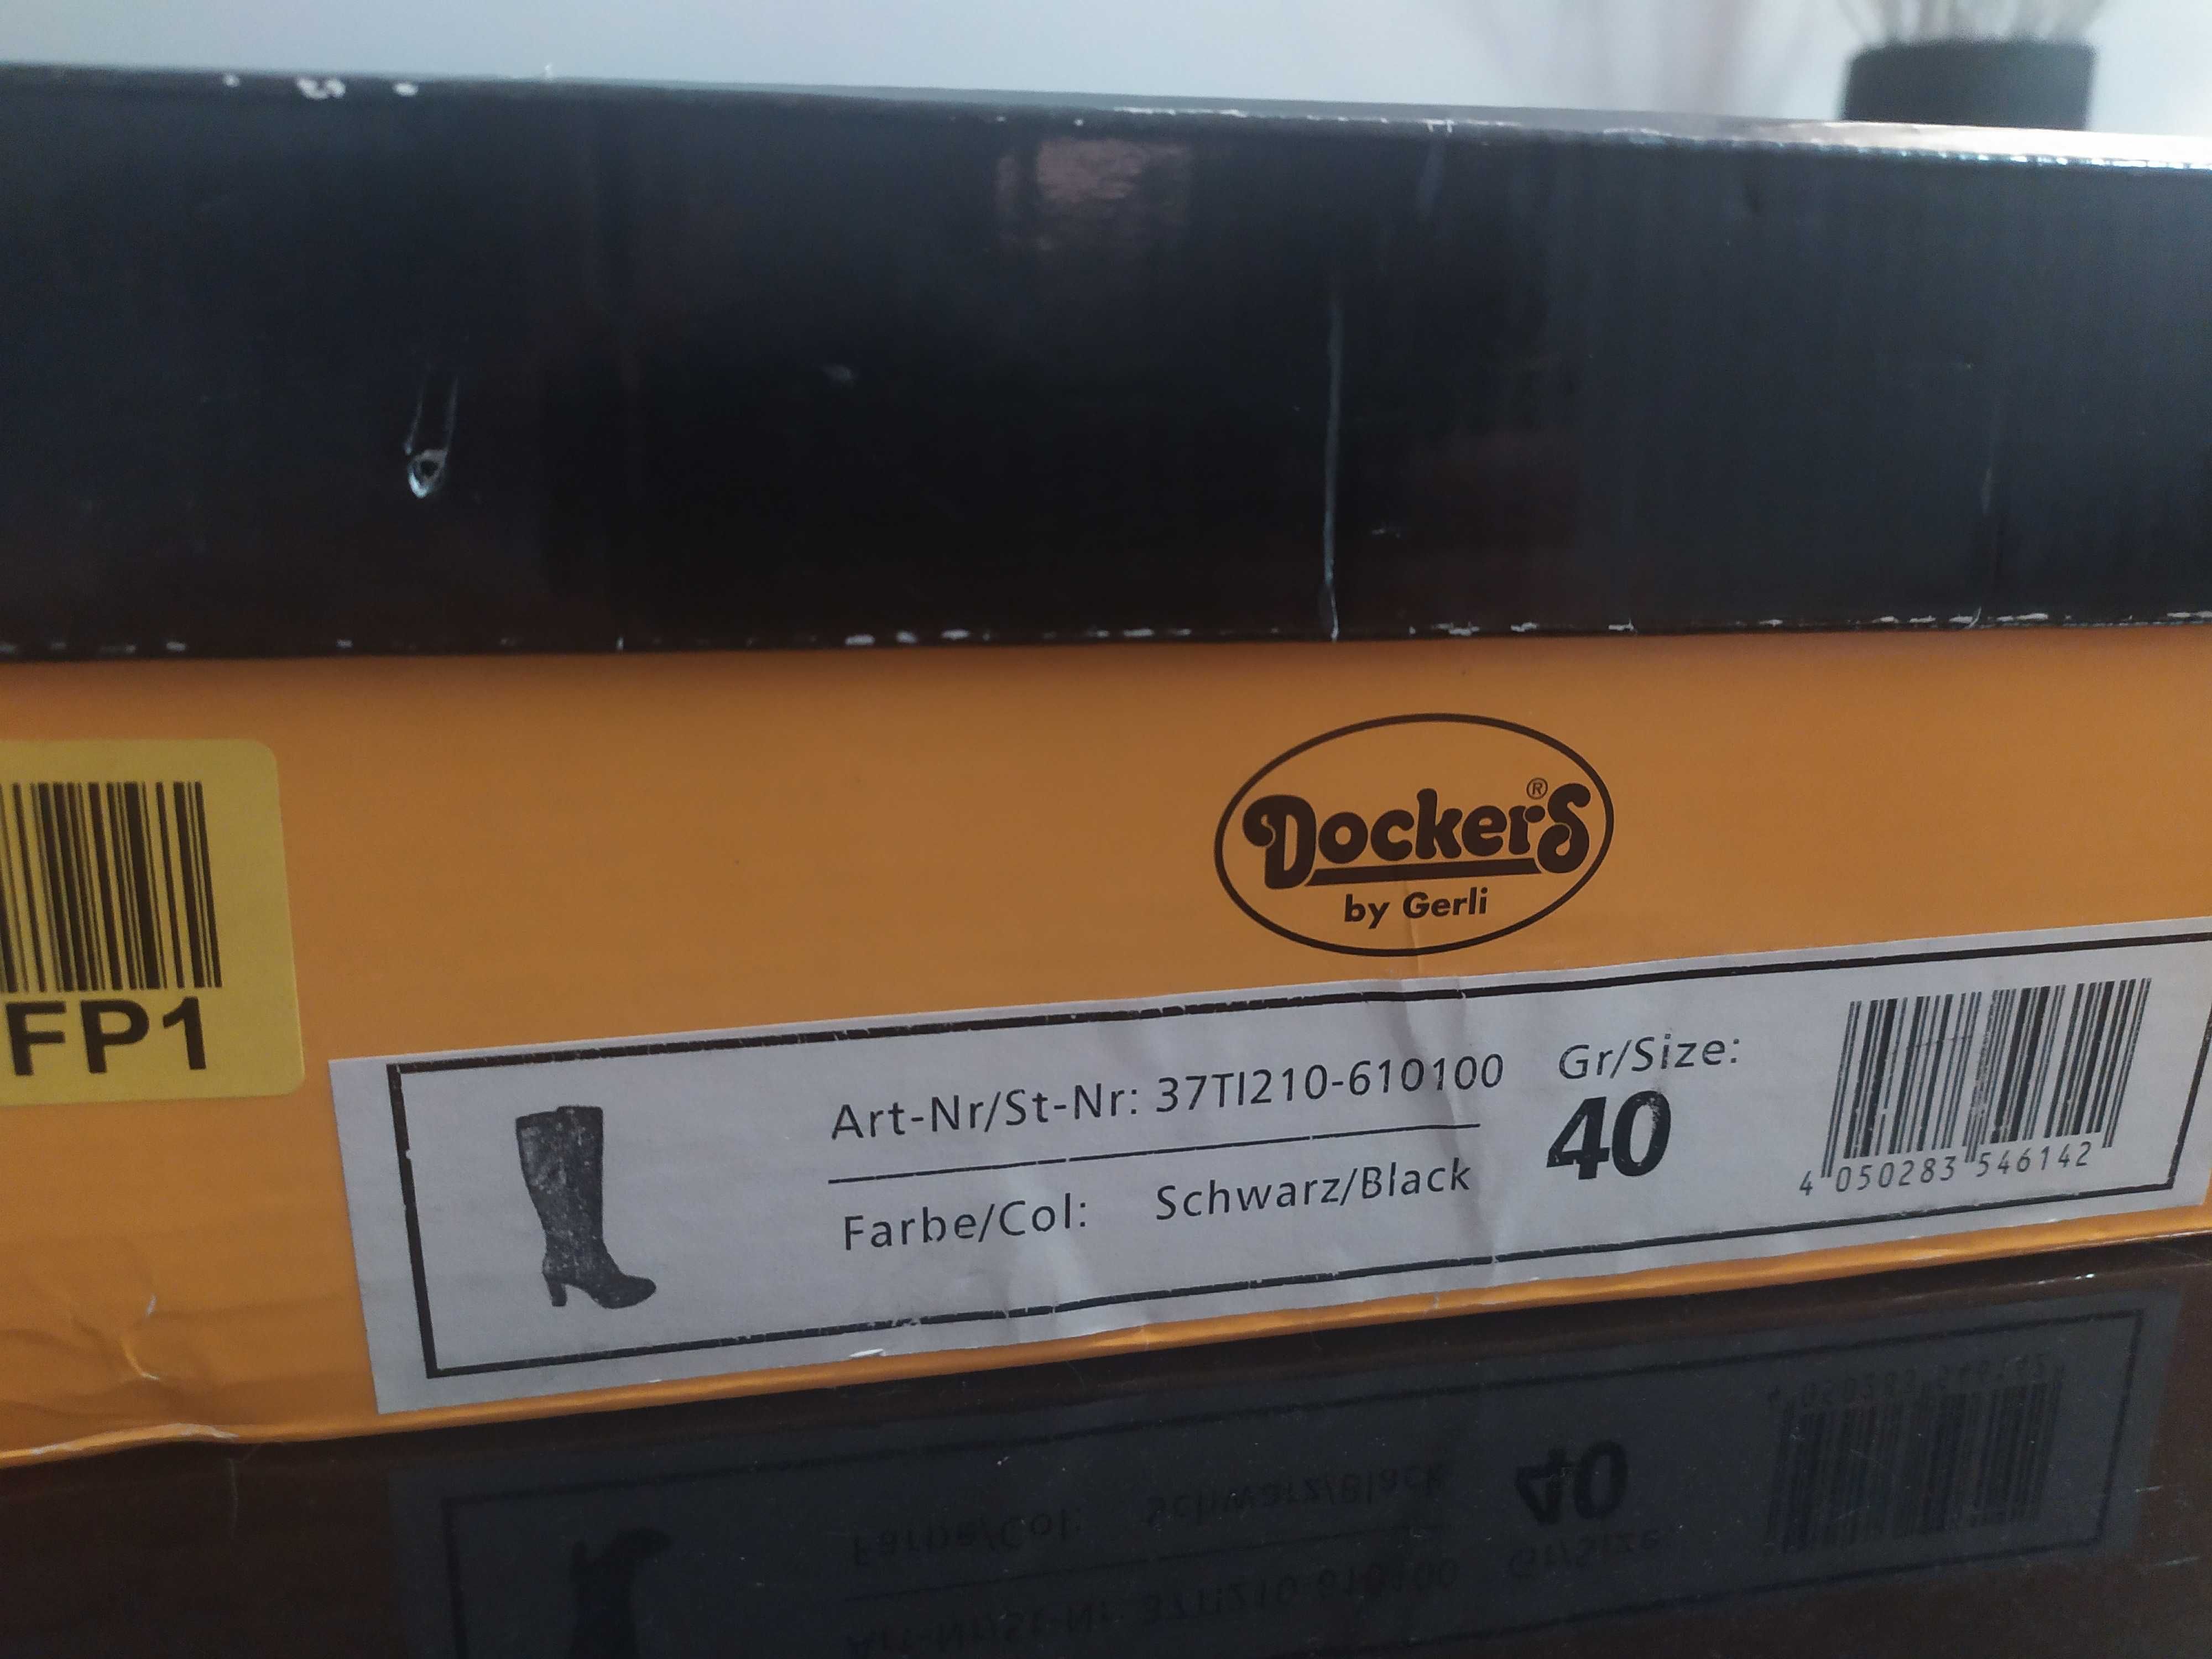 Dockers®
by Gerli
FP1
Art-Nr/St-Nr: 37TI210-610100
Gr/Size:
40
Farbe/Col: Schwarz/Black
4 050283 546142